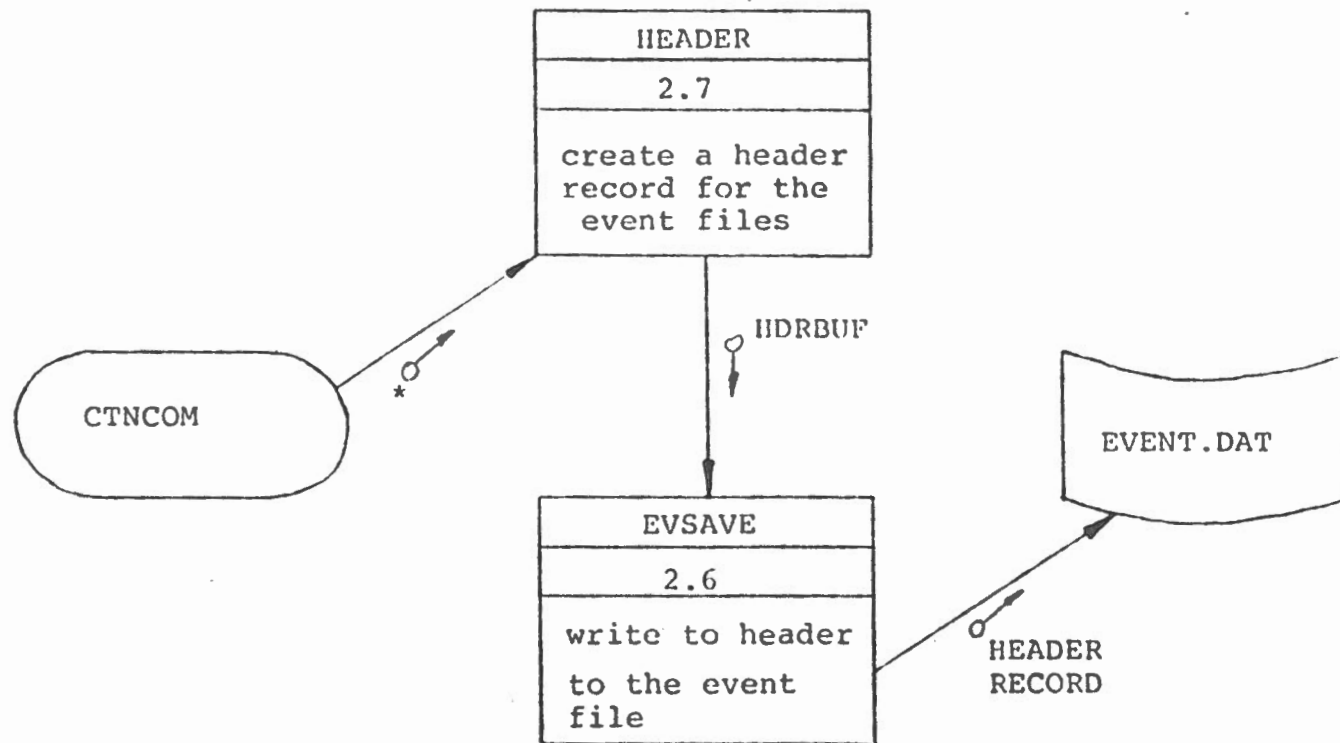 HEADER
2.7
create a header
record for the
event files
HDRBUF
*
CTNCOM
EVENT.DAT
EVSAVE
2.6
write to header
to the event
file
HEADER
RECORD